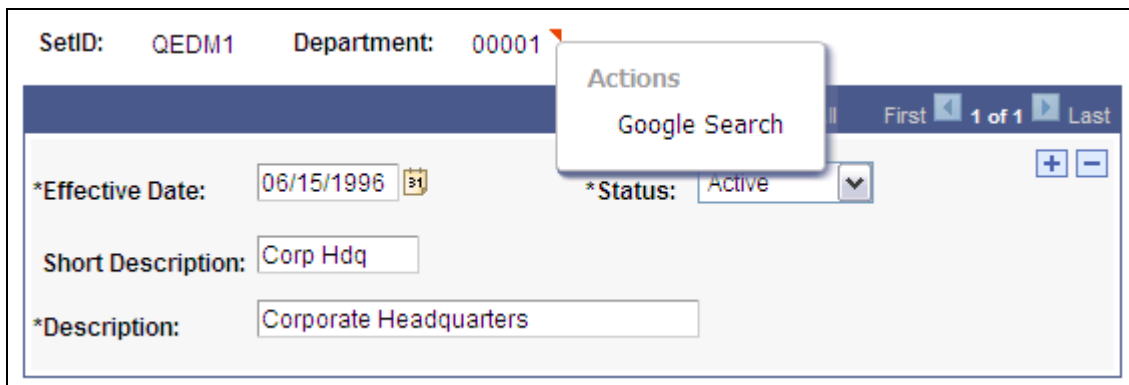 SetID: QEDM1 Department: 00001
Actions
Google Search
First 1 of 1 Last
*Effective Date: 06/15/1996 31 *Status: Active
Short Description: Corp Hdq
*Description: Corporate Headquarters